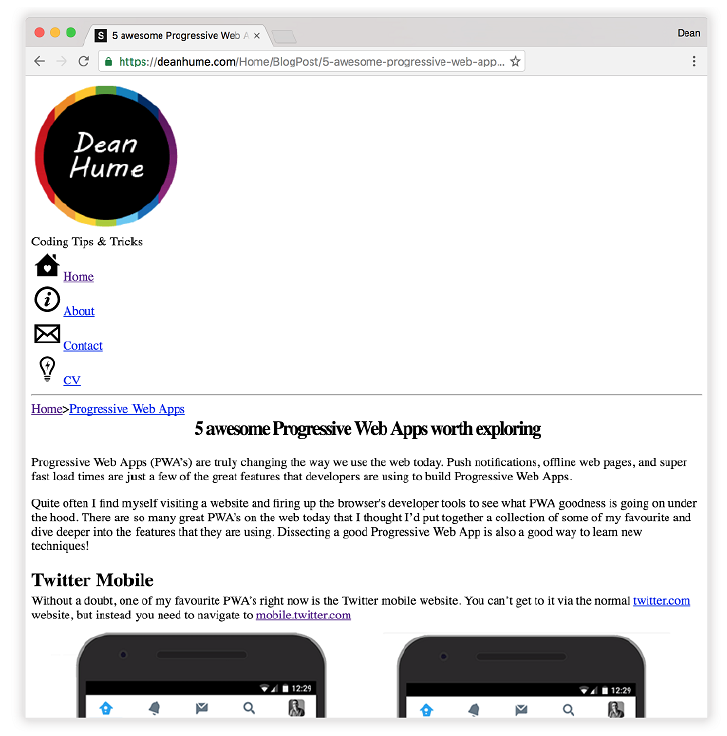 S 5 awesome Progressive Web A
Dean
https://deanhume.com/Home/BlogPost/5-awesome-progressive-web-app...
Dean
Hume
Coding Tips & Tricks
Home
About
Contact
CV
Home>Progressive Web Apps
5 awesome Progressive Web Apps worth exploring
Progressive Web Apps (PWA's) are truly changing the way we use the web today. Push notifications, offline web pages, and super
fast load times are just a few of the great features that developers are using to build Progressive Web Apps.
Quite often I find myself visiting a website and firing up the browser's developer tools to see what PWA goodness is going on under
the hood. There are so many great PWA's on the web today that I thought I'd put together a collection of some of my favourite and
dive deeper into the features that they are using. Dissecting a good Progressive Web App is also a good way to learn new
techniques!
Twitter Mobile
Without a doubt, one of my favourite PWA's right now is the Twitter mobile website. You can't get to it via the normal twitter.com
website, but instead you need to navigate to mobile.twitter.com
12:29
12:29